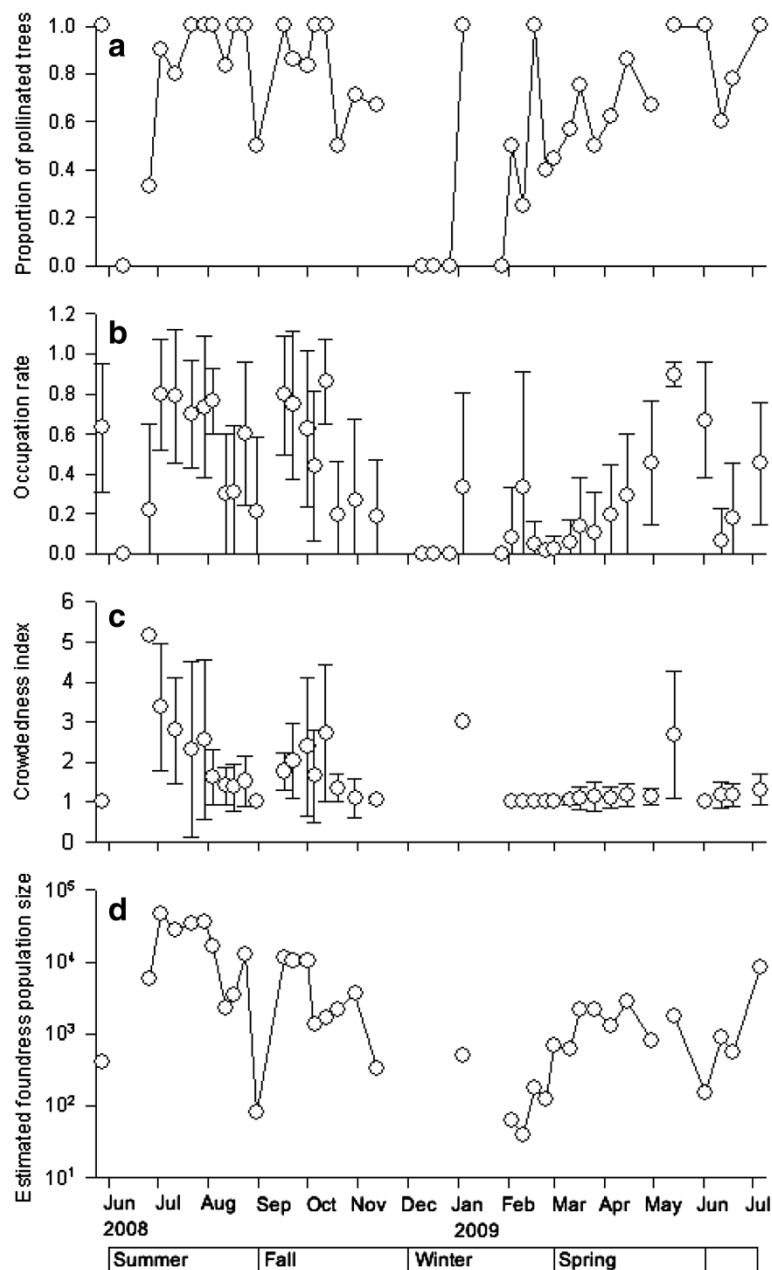 a
Proportion of pollinated trees
1.0
0.8
0.6
0.4
0.2
0.0
b
Occupation rate
1.2
1.0
0.8
0.6
0.4
0.2
0.0
c
Crowdedness index
6
5
4
3
2
1
0
d
Estimated foundress population size
10⁵
10⁴
10³
10²
10¹
Jun Jul Aug Sep Oct Nov Dec Jan Feb Mar Apr May Jun Jul
2008 2009
Summer Fall Winter Spring